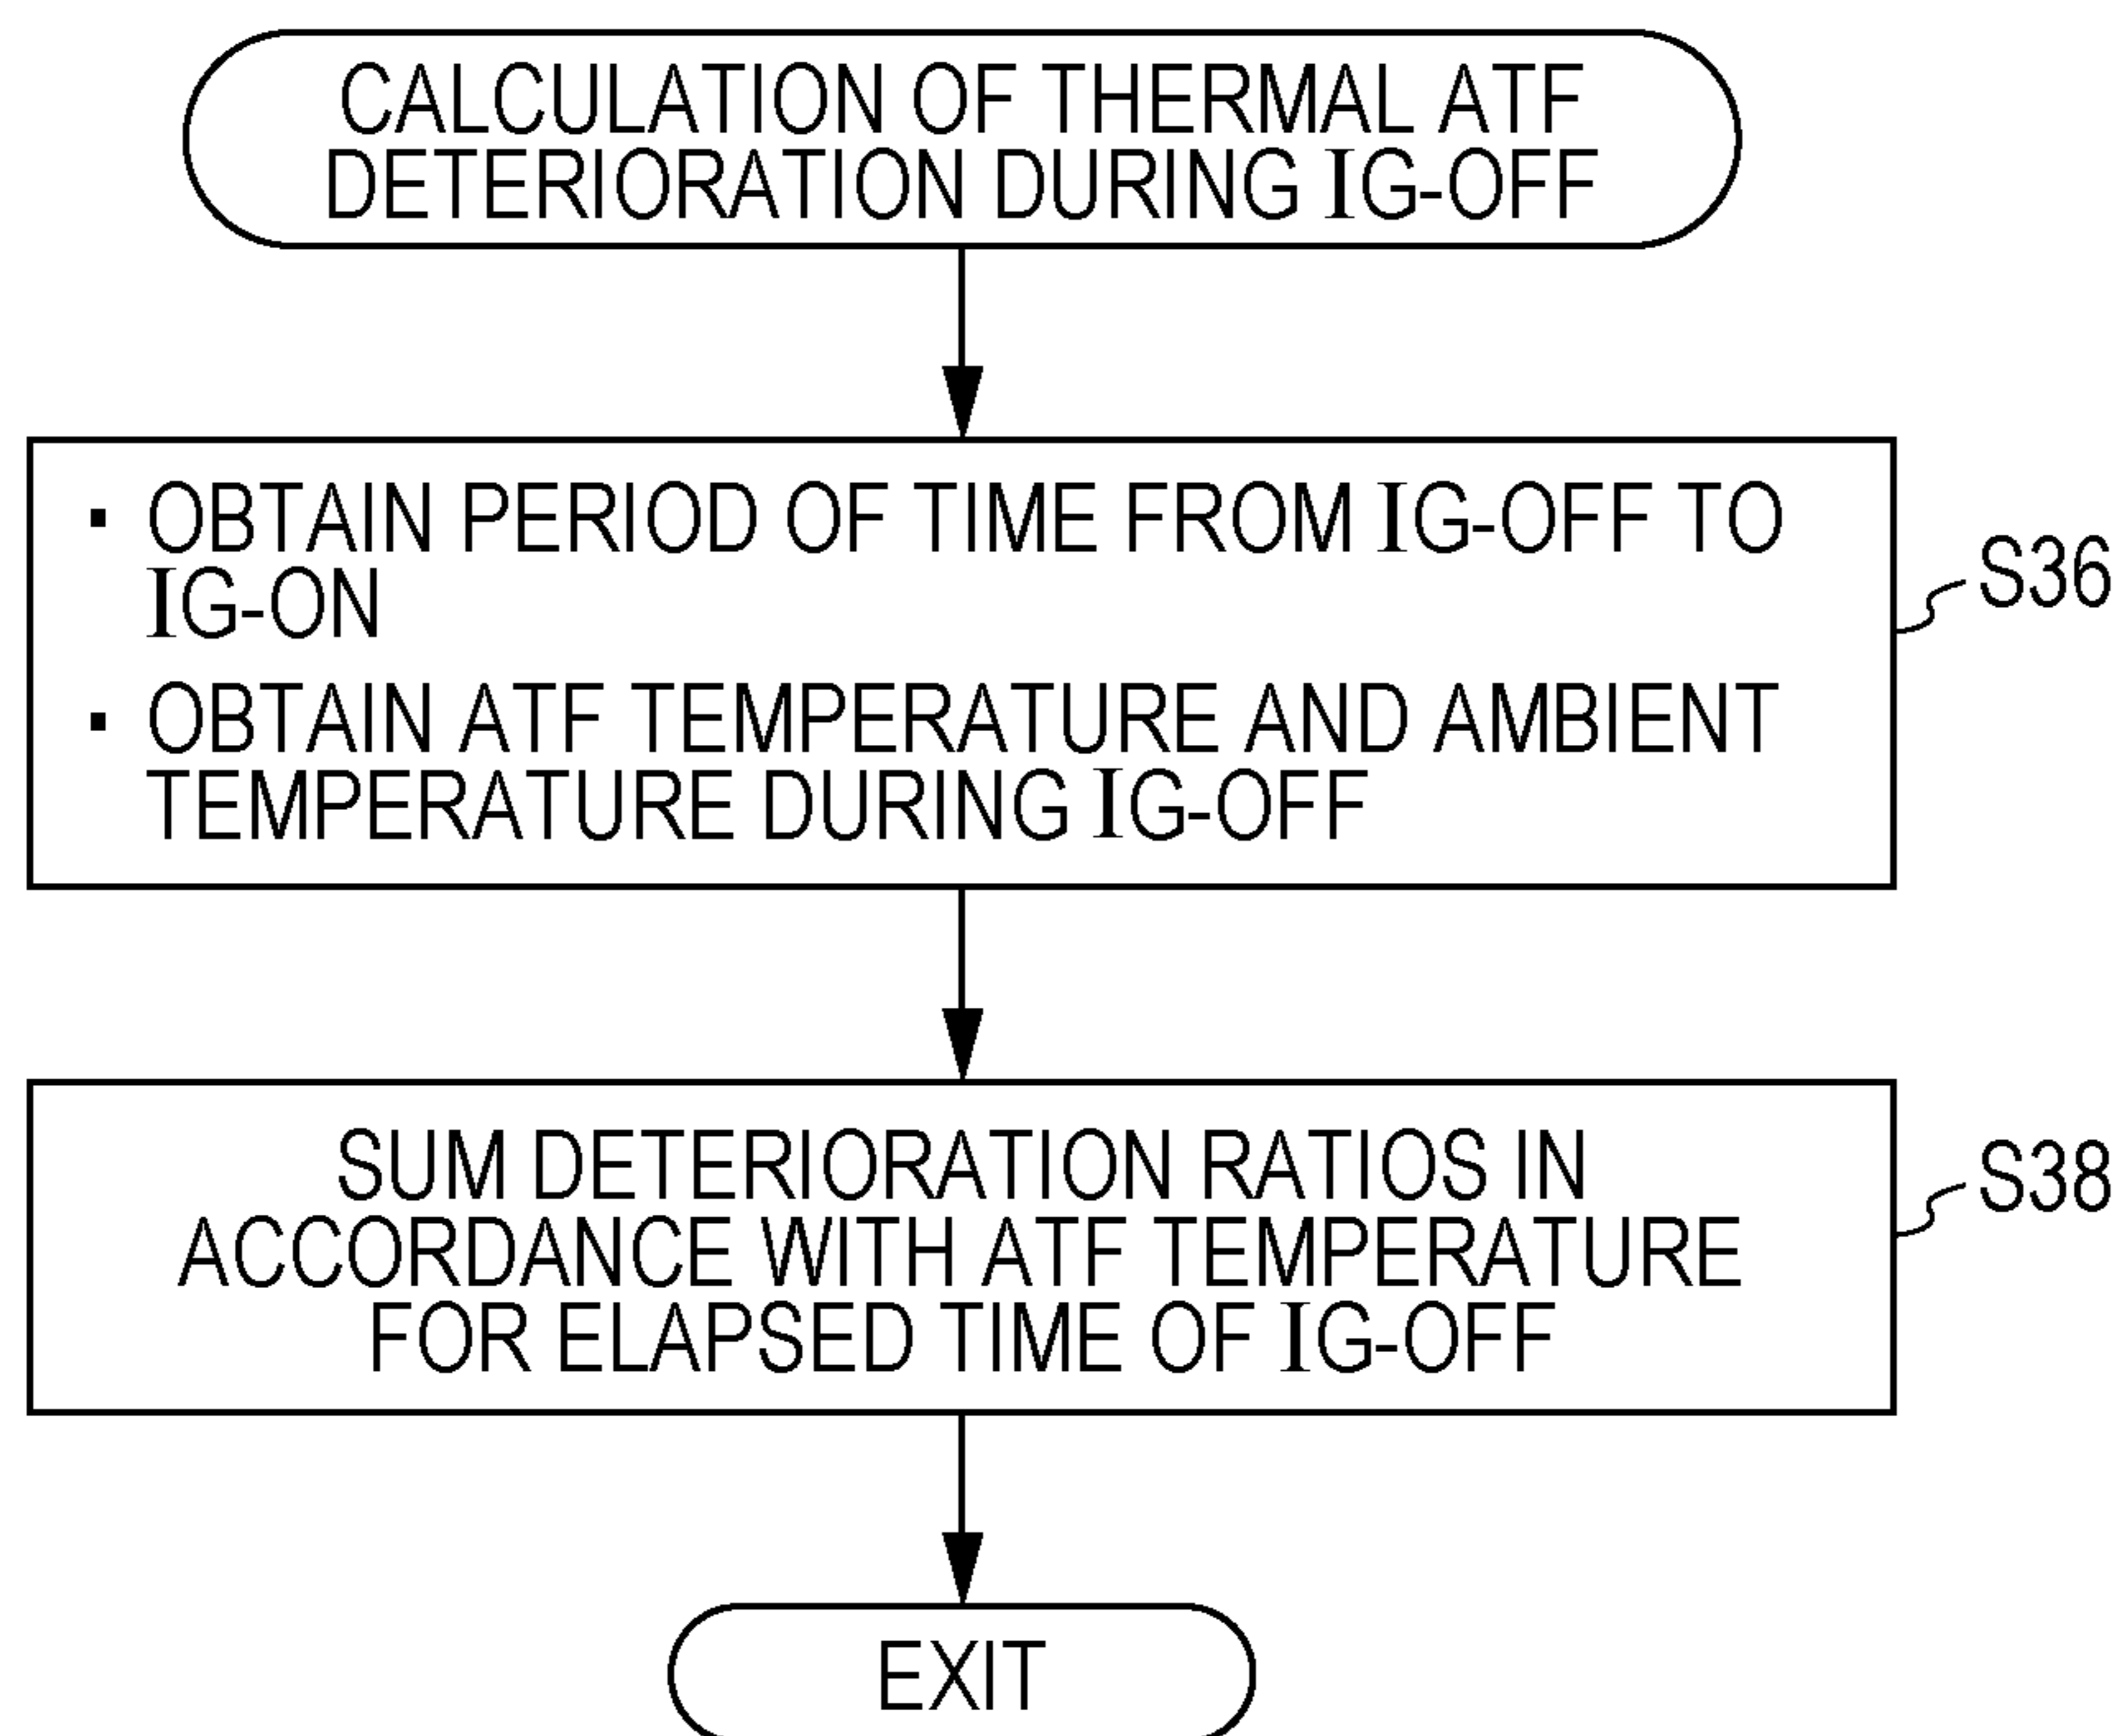 CALCULATION OF THERMAL ATF
DETERIORATION DURING IG-OFF
▪ OBTAIN PERIOD OF TIME FROM IG-OFF TO
IG-ON
▪ OBTAIN ATF TEMPERATURE AND AMBIENT
TEMPERATURE DURING IG-OFF
S36
SUM DETERIORATION RATIOS IN
ACCORDANCE WITH ATF TEMPERATURE
FOR ELAPSED TIME OF IG-OFF
S38
EXIT